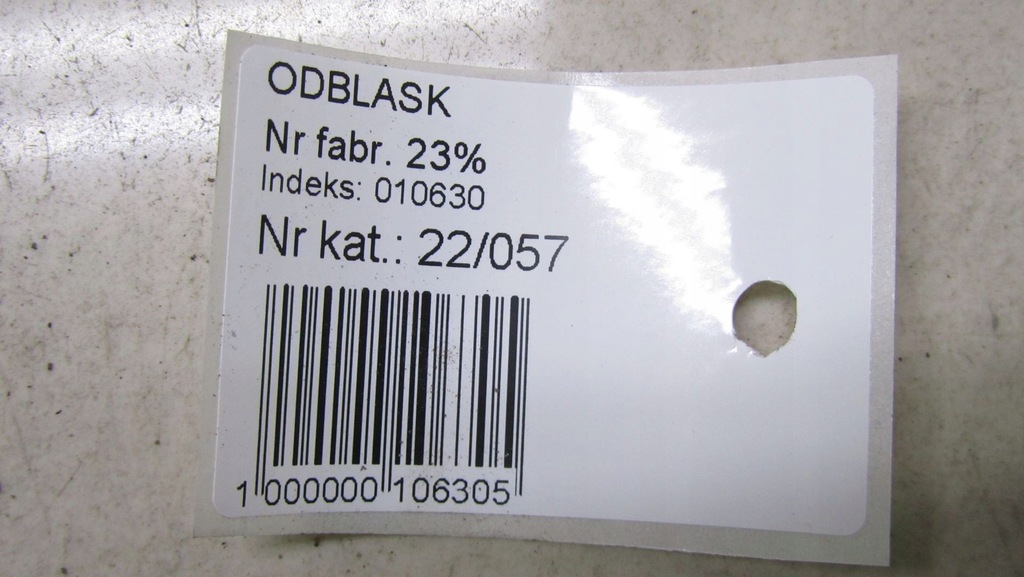 ODBLASK
Nr fabr. 23%
Indeks: 010630
Nr kat.: 22/057
1 000000 106305